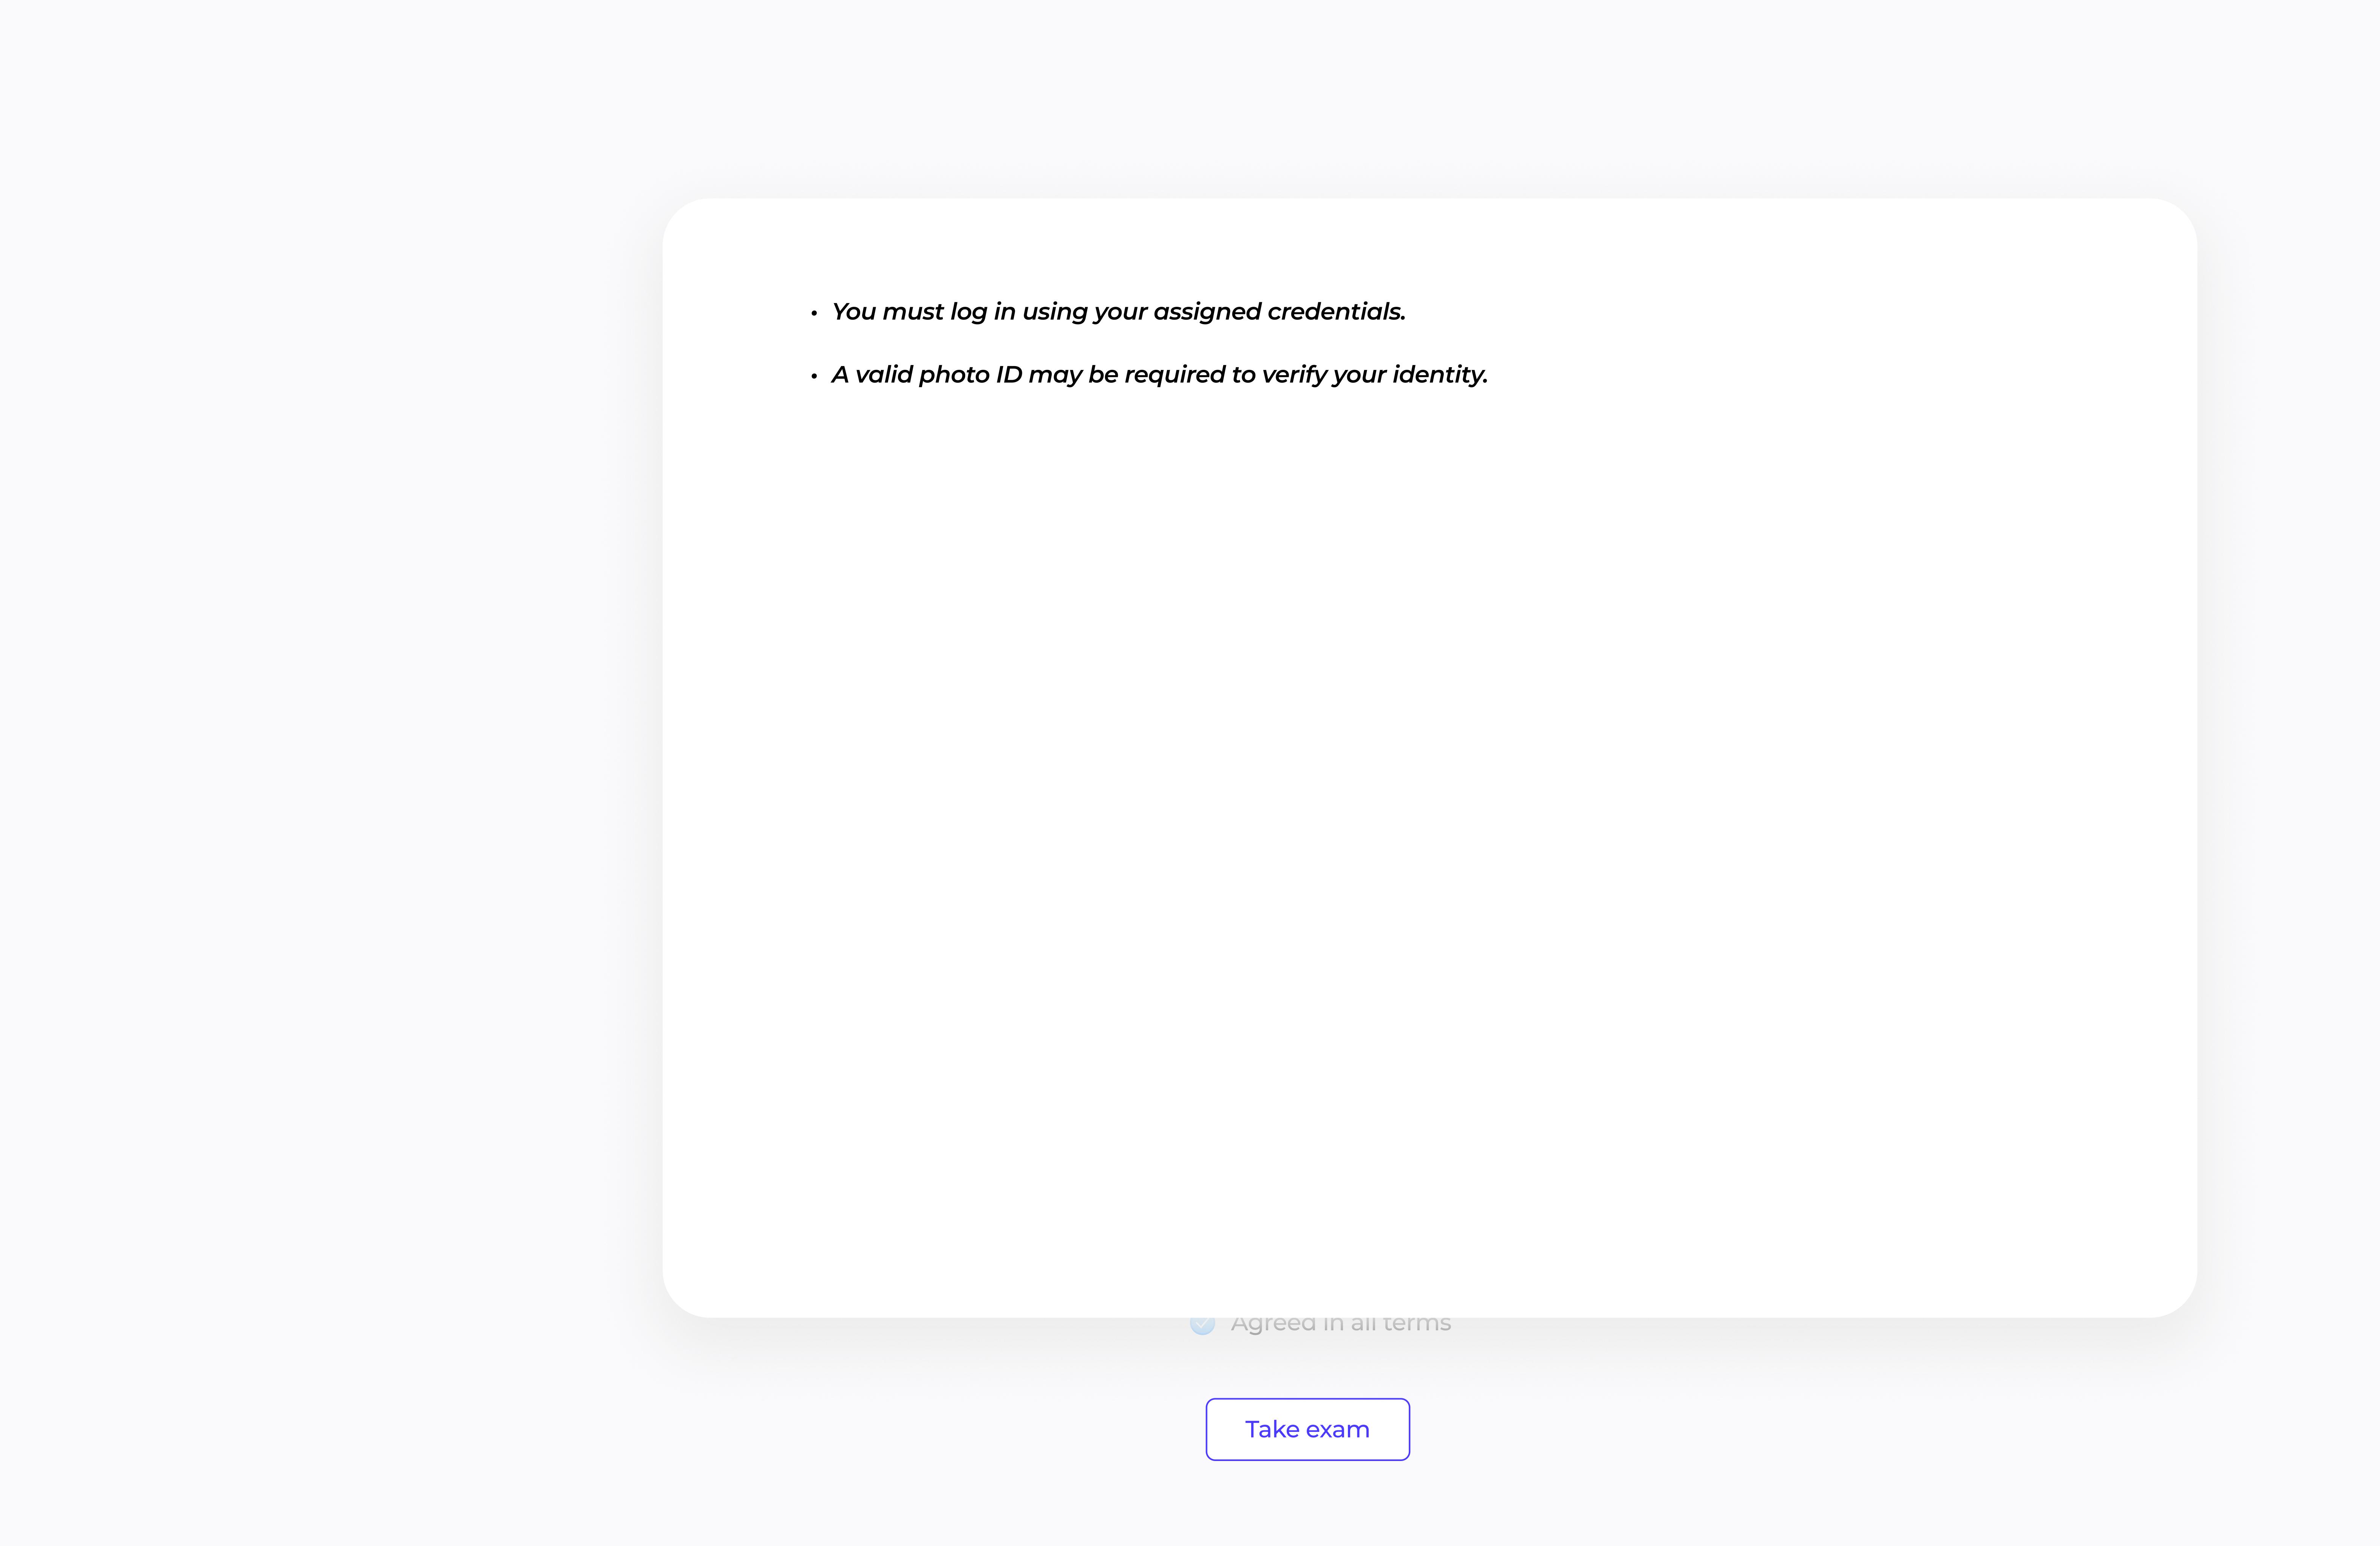 • You must log in using your assigned credentials.
• A valid photo ID may be required to verify your identity.
Agreed in all terms
Take exam